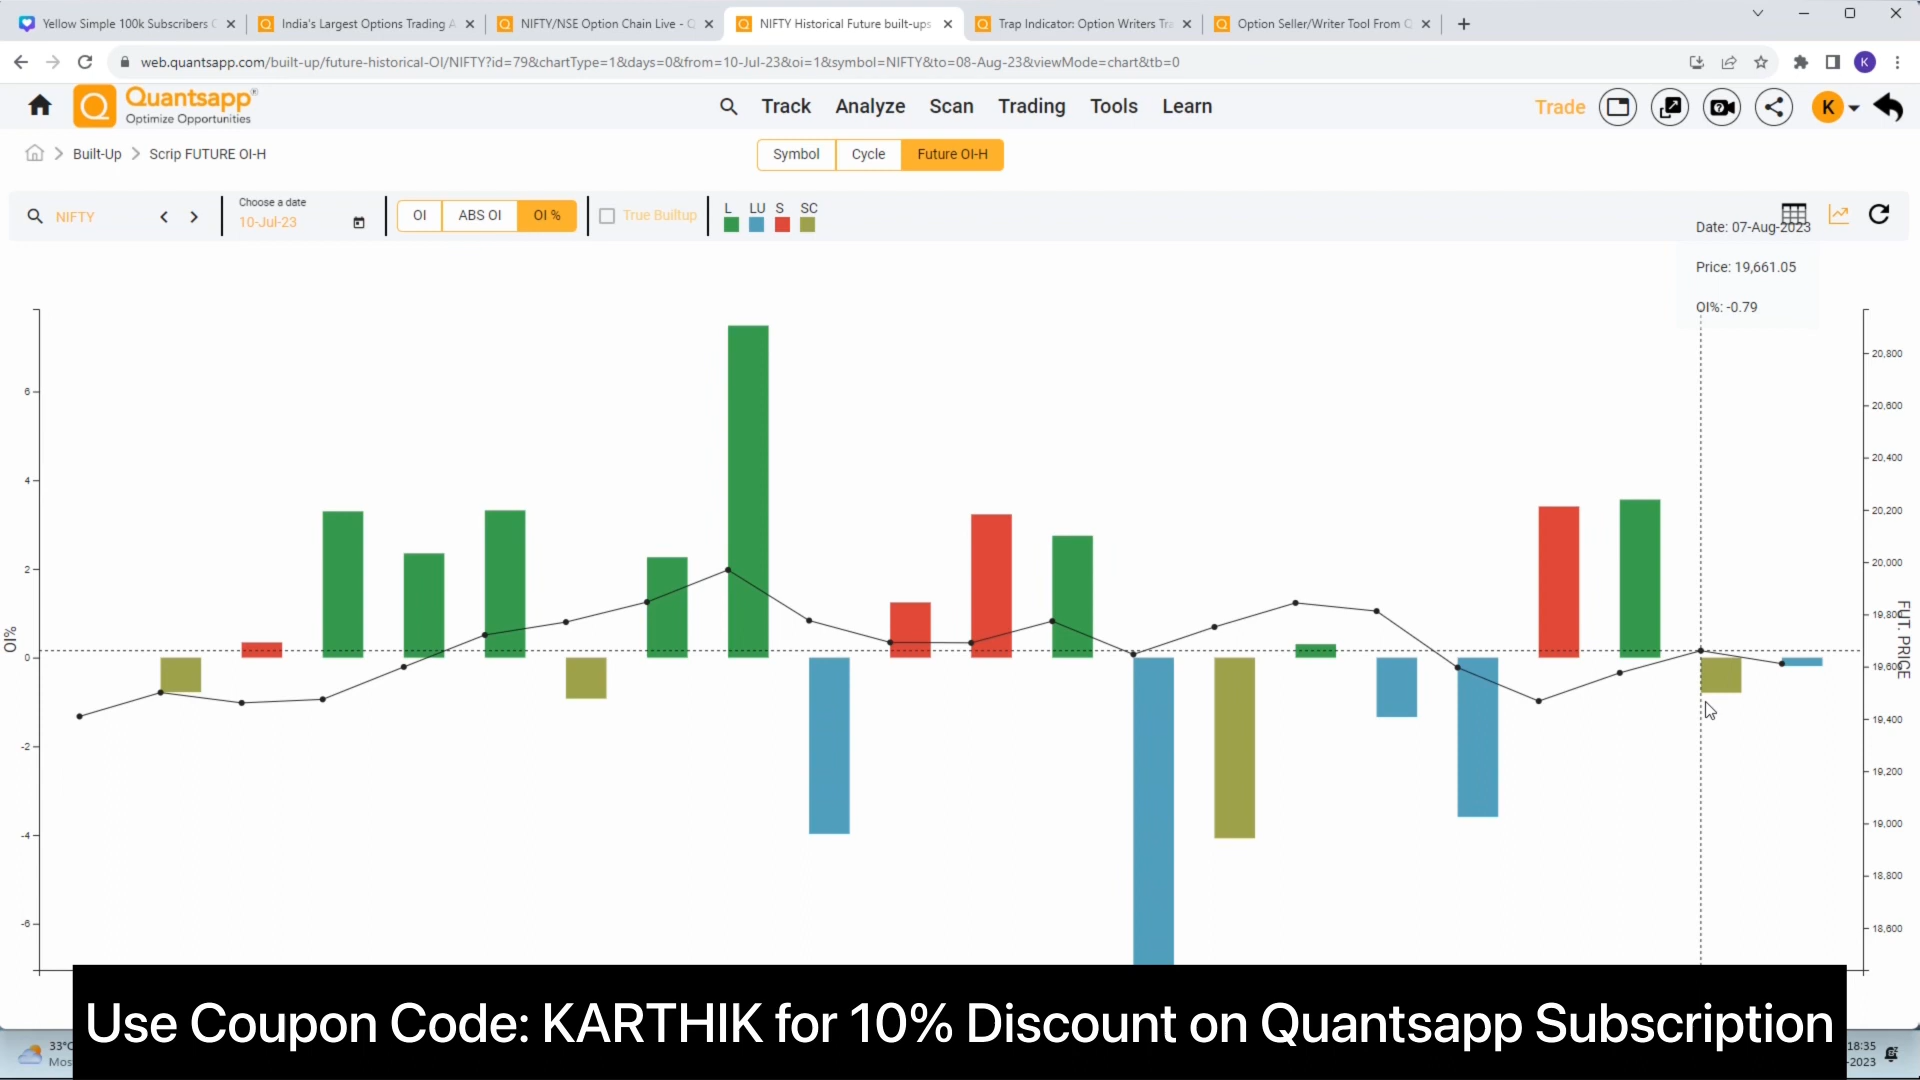 Yellow Simple 100k Subscribers
India's Largest Options Trading A
NIFTY/NSE Option Chain Live -
NIFTY Historical Future built-ups
Trap Indicator: Option Writers Tra
Option Seller/Writer Tool From Q
web.quantsapp.com/built-up/future-historical-OI/NIFTY?id=79&chartType=1&days=0&from=10-Jul-23&oi=1&symbol=NIFTY&to=08-Aug-23&viewMode=chart&tb=0
K
Quantsapp®
Optimize Opportunities
Track Analyze Scan Trading Tools Learn
Trade
K
Built-Up > Scrip FUTURE OI-H
Symbol Cycle Future OI-H
NIFTY
Choose a date
10-Jul-23
OI ABS OI OI %
True Builtup
L LU S SC
Date: 07-Aug-2023
Price: 19,661.05
OI%: -0.79
6
4
2
0
-2
-4
-6
OI%
20,800
20,600
20,400
20,200
20,000
19,800
19,600
19,400
19,200
19,000
18,800
18,600
FUT. PRICE
Use Coupon Code: KARTHIK for 10% Discount on Quantsapp Subscription
33°C
Mos
18:35
-2023